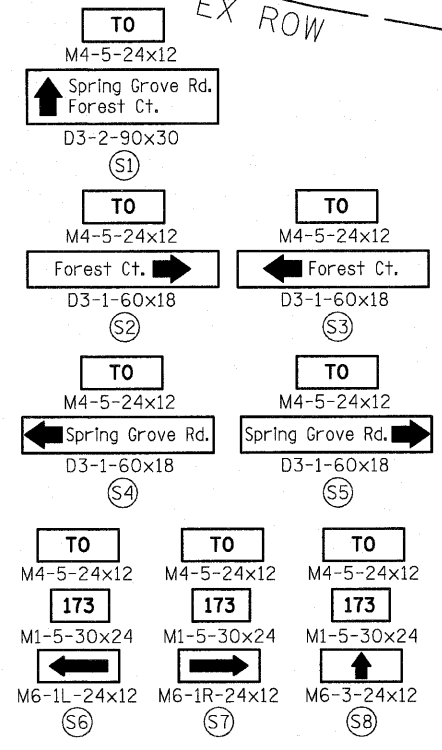 EX ROW
TO
M4-5-24x12
Spring Grove Rd.
Forest Ct.
D3-2-90x30
S1
TO
M4-5-24x12
Forest Ct.
D3-1-60x18
S2
TO
M4-5-24x12
Forest Ct.
D3-1-60x18
S3
TO
M4-5-24x12
Spring Grove Rd.
D3-1-60x18
S4
TO
M4-5-24x12
Spring Grove Rd.
D3-1-60x18
S5
TO
M4-5-24x12
173
M1-5-30x24
M6-1L-24x12
S6
TO
M4-5-24x12
173
M1-5-30x24
M6-1R-24x12
S7
TO
M4-5-24x12
173
M1-5-30x24
M6-3-24x12
S8